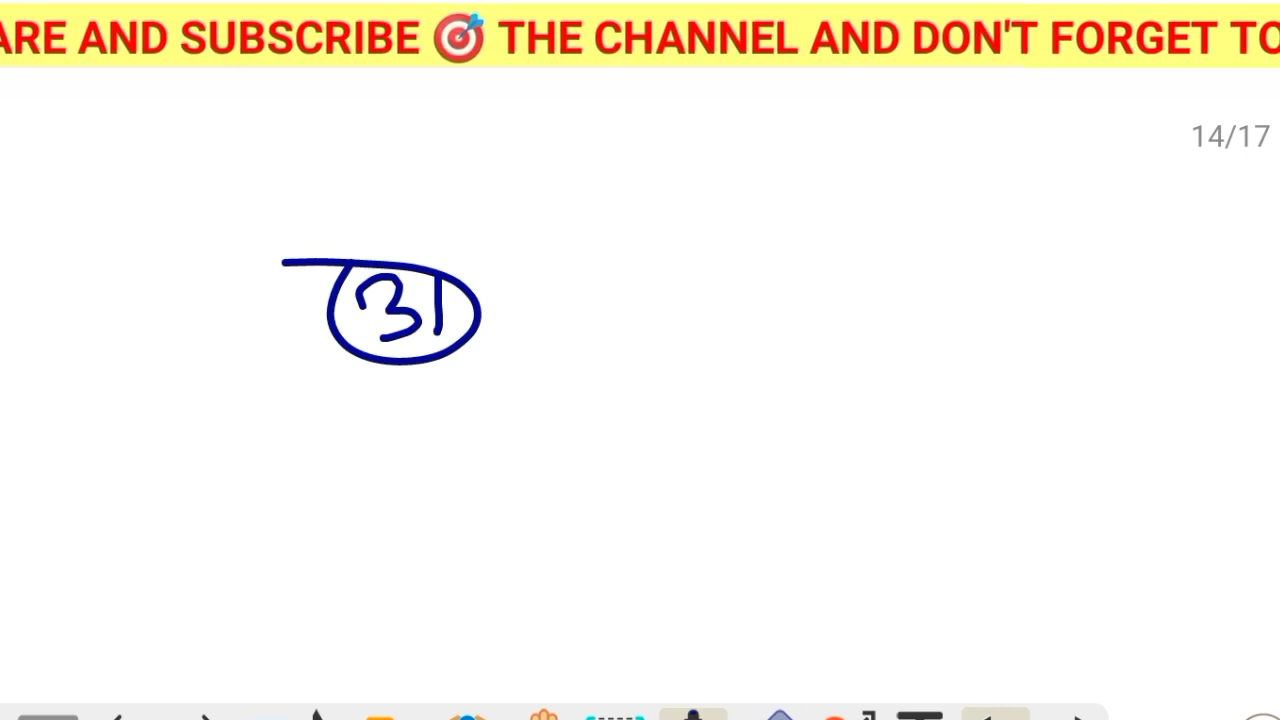 ARE AND SUBSCRIBE 🎯 THE CHANNEL AND DON'T FORGET TO
14/17
31